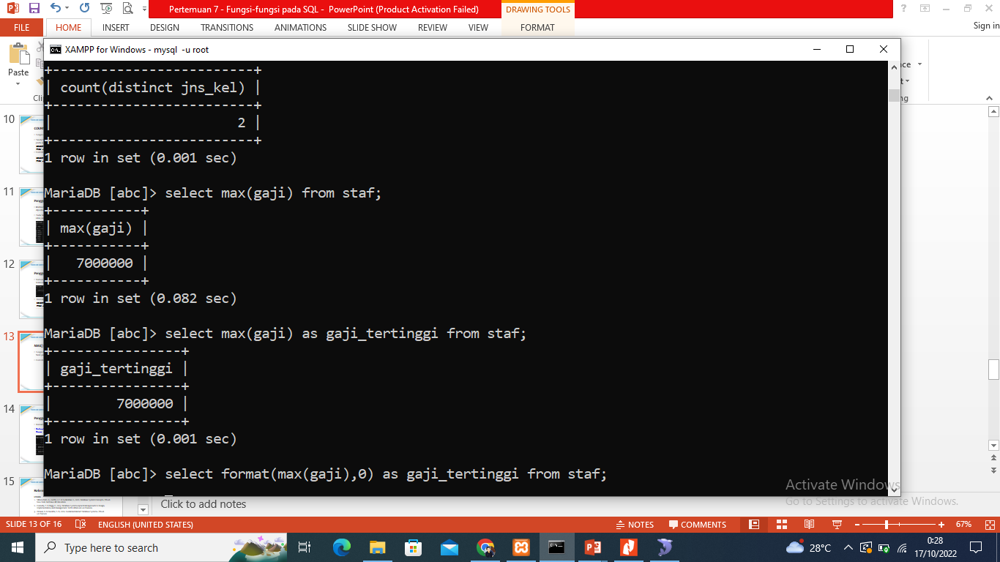 Pertemuan 7 - Fungsi-fungsi pada SQL - PowerPoint (Product Activation Failed)
DRAWING TOOLS
?
FILE
HOME
INSERT
DESIGN
TRANSITIONS
ANIMATIONS
SLIDE SHOW
REVIEW
VIEW
FORMAT
Sign in
XAMPP for Windows - mysql -u root
Paste
+------------------------+
| count(distinct jns_kel) |
+------------------------+
| 2 |
+------------------------+
1 row in set (0.001 sec)
MariaDB [abc]> select max(gaji) from staf;
+-----------+
| max(gaji) |
+-----------+
| 7000000 |
+-----------+
1 row in set (0.082 sec)
MariaDB [abc]> select max(gaji) as gaji_tertinggi from staf;
+----------------+
| gaji_tertinggi |
+----------------+
| 7000000 |
+----------------+
1 row in set (0.001 sec)
MariaDB [abc]> select format(max(gaji),0) as gaji_tertinggi from staf;
10
11
12
13
14
15
Activate Windows
Go to Settings to activate Windows.
Click to add notes
SLIDE 13 OF 16
ENGLISH (UNITED STATES)
NOTES
COMMENTS
67%
Type here to search
28°C
0:28
17/10/2022